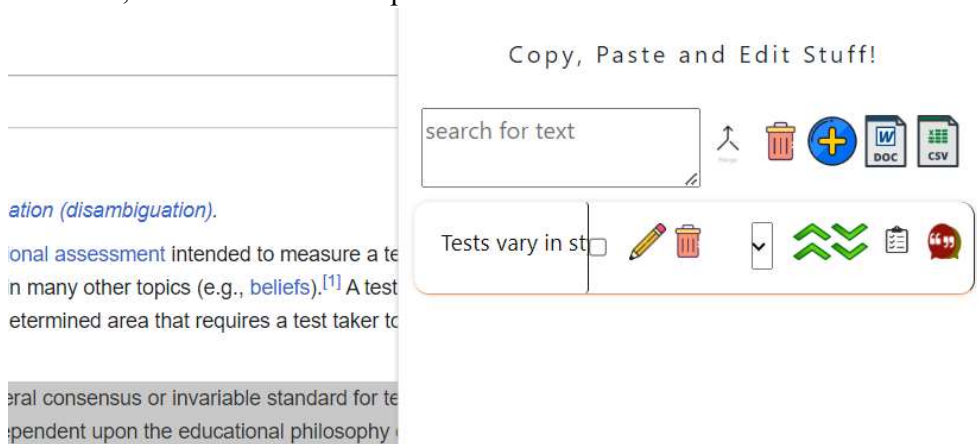 Copy, Paste and Edit Stuff!
search for text
DOC
CSV
Tests vary in st
ation (disambiguation).
ional assessment intended to measure a te
n many other topics (e.g., beliefs).[1] A test
etermined area that requires a test taker to
eral consensus or invariable standard for te
pendent upon the educational philosophy